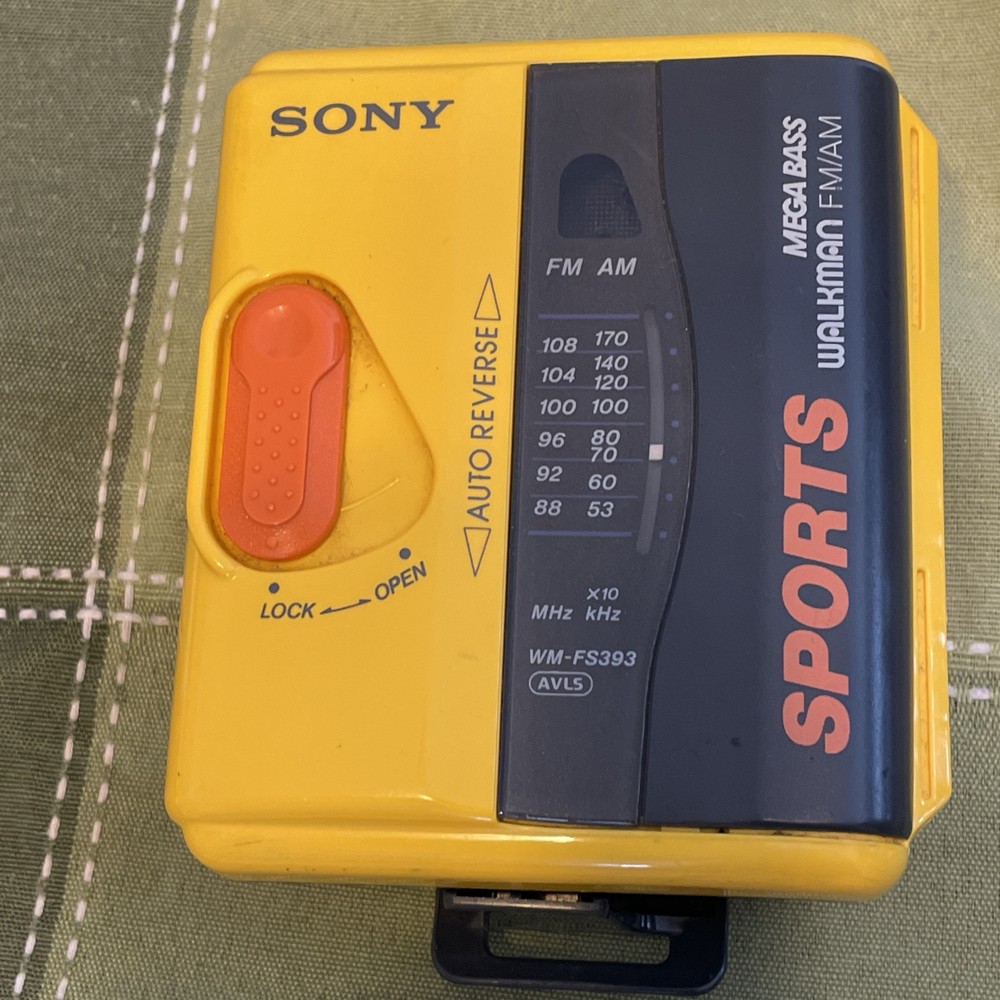 SONY
◁AUTO REVERSE▷
LOCK ↔ OPEN
FM AM
108 170
140
104 120
100 100
96 80
70
92 60
88 53
x10
MHz kHz
WM-FS393
AVLS
MEGA BASS
WALKMAN FM/AM
SPORTS